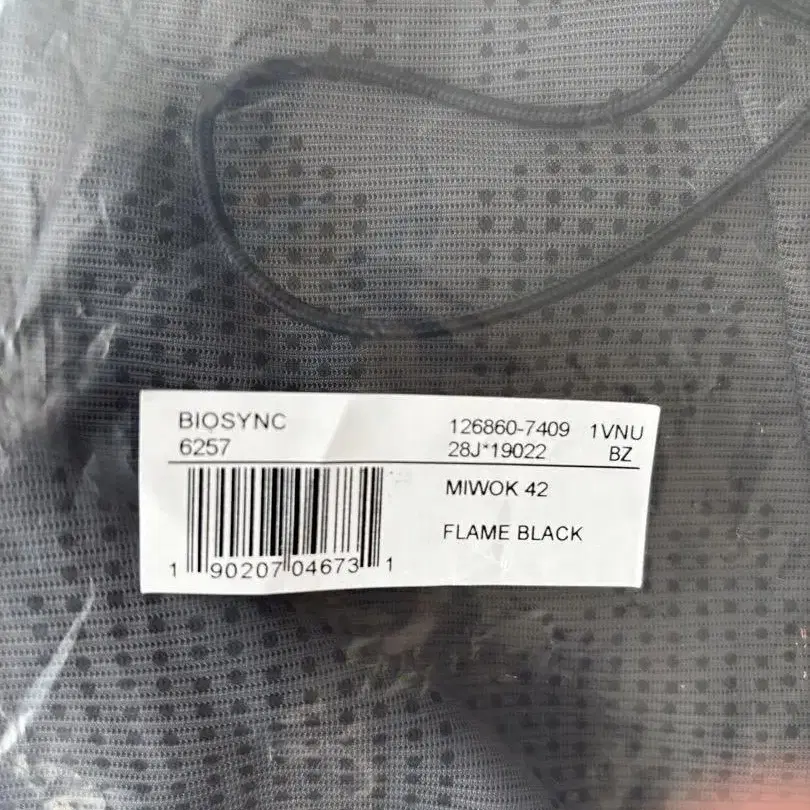 BIOSYNC
6257
126860-7409 1VNU
28J*19022 BZ
MIWOK 42
FLAME BLACK
1 90207 04673 1